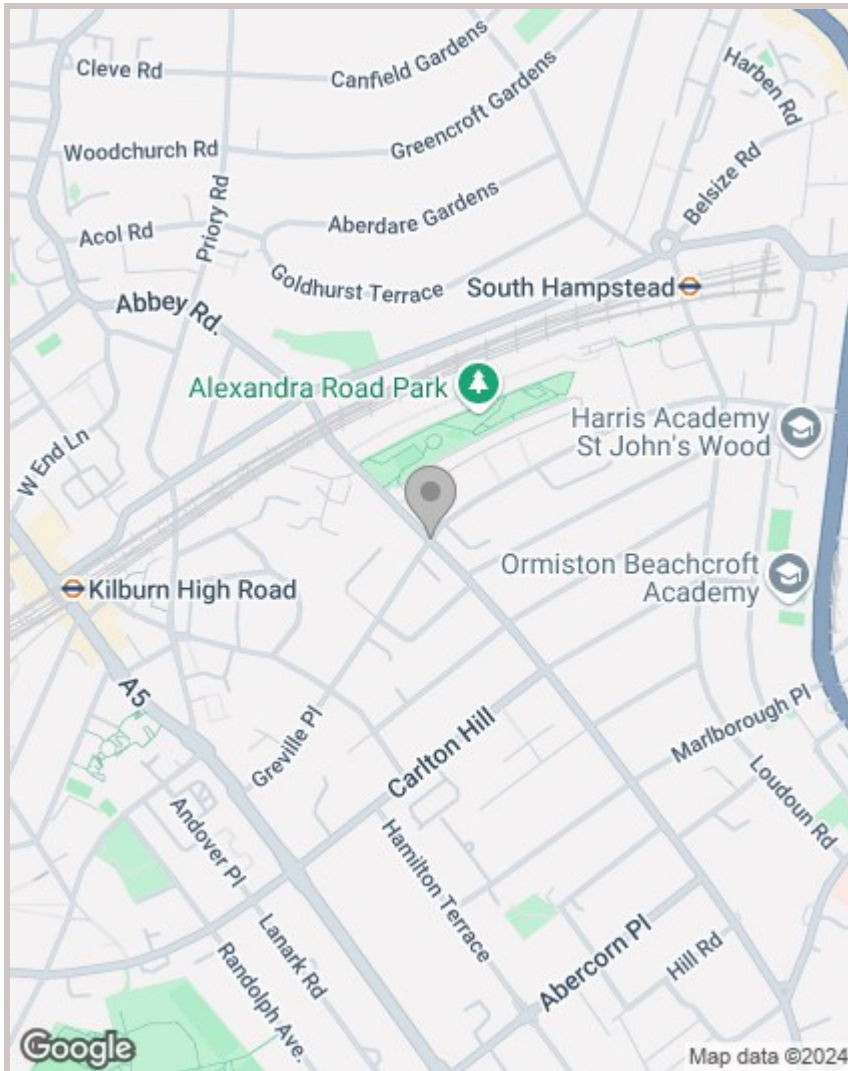 Cleve Rd
Canfield Gardens
Harben Rd
Woodchurch Rd
Greencroft Gardens
Belsize Rd
Priory Rd
Aberdare Gardens
Acol Rd
Goldhurst Terrace
South Hampstead
Abbey Rd.
Alexandra Road Park
Harris Academy
St John's Wood
W End Ln
Ormiston Beachcroft
Academy
Kilburn High Road
A5
Greville Pl
Carlton Hill
Marlborough Pl
Loudoun Rd
Andover Pl
Hamilton Terrace
Lanark Rd
Randolph Ave.
Abercorn Pl
Hill Rd
Google
Map data ©2024